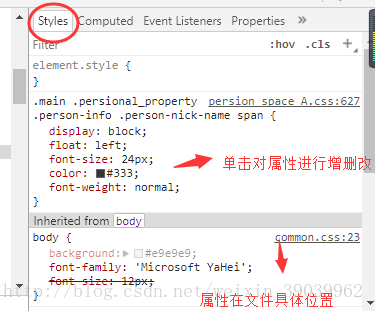 Styles Computed Event Listeners Properties »
Filter :hov .cls +
element.style {
}
.main .persional_property persion space A.css:627
.person-info .person-nick-name span {
display: block;
float: left;
font-size: 24px;
color: #333;
font-weight: normal;
}
单击对属性进行增删改
Inherited from body
body { common.css:23
background: #e9e9e9;
font-family: 'Microsoft YaHei';
font-size: 12px;
}
http://blog.csdn.net/weixin_39039962
属性在文件具体位置